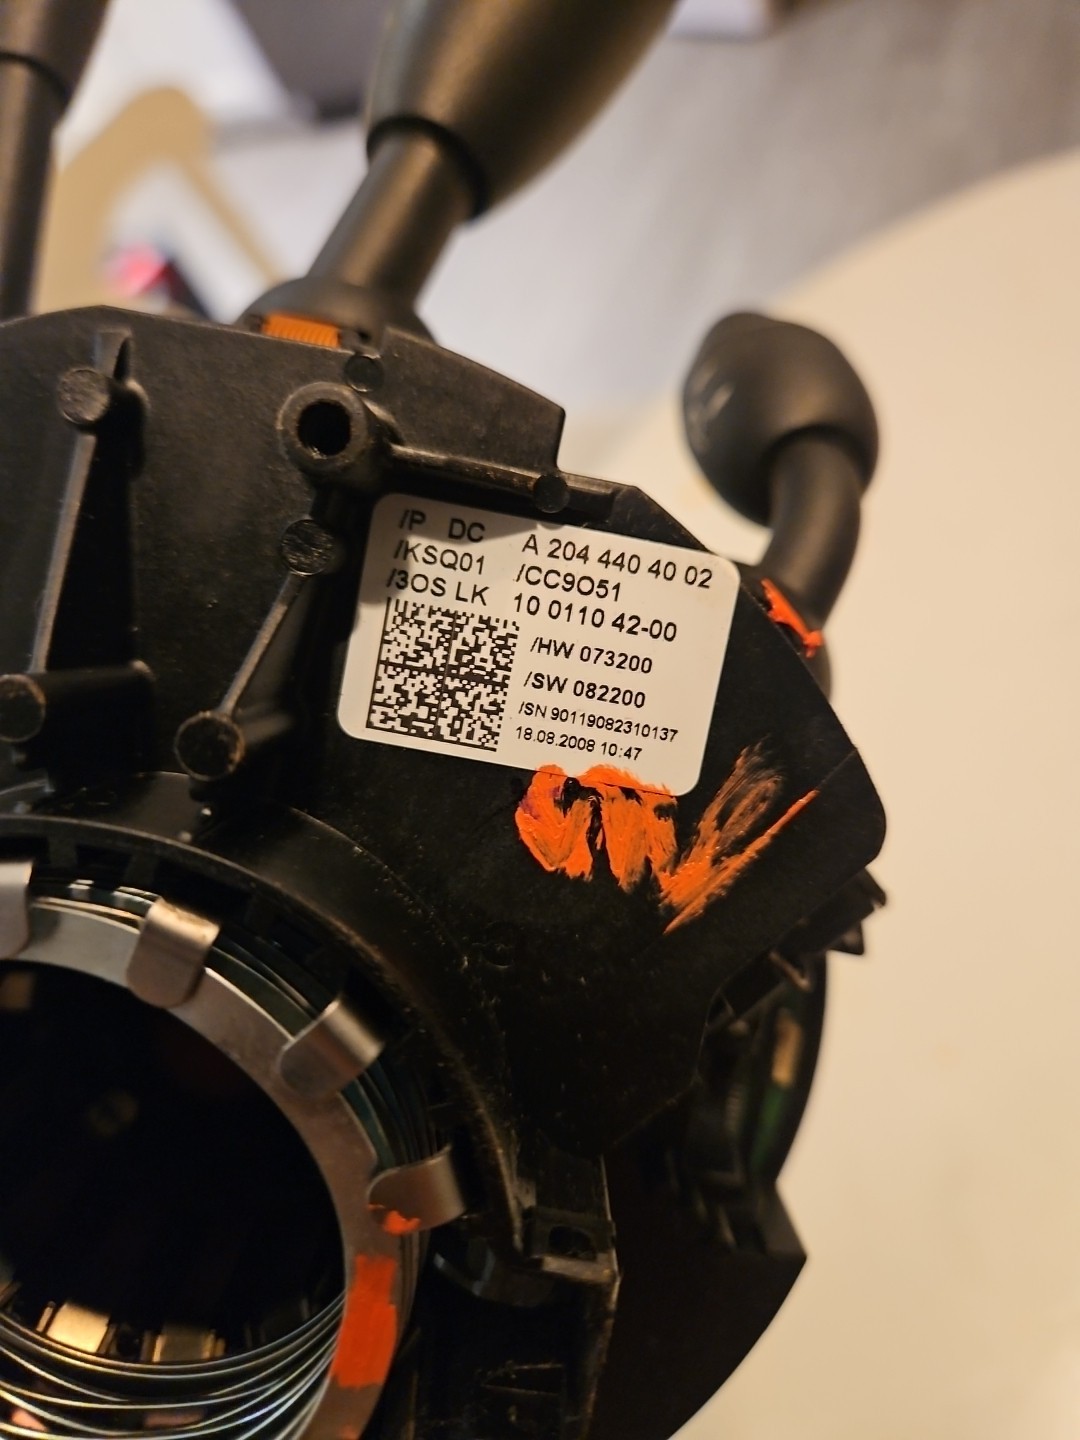 /P DC A 204 440 40 02
/KSQ01 /CC9O51
/3OS LK 10 0110 42-00
/HW 073200
/SW 082200
/SN 90119082310137
18.08.2008 10:47